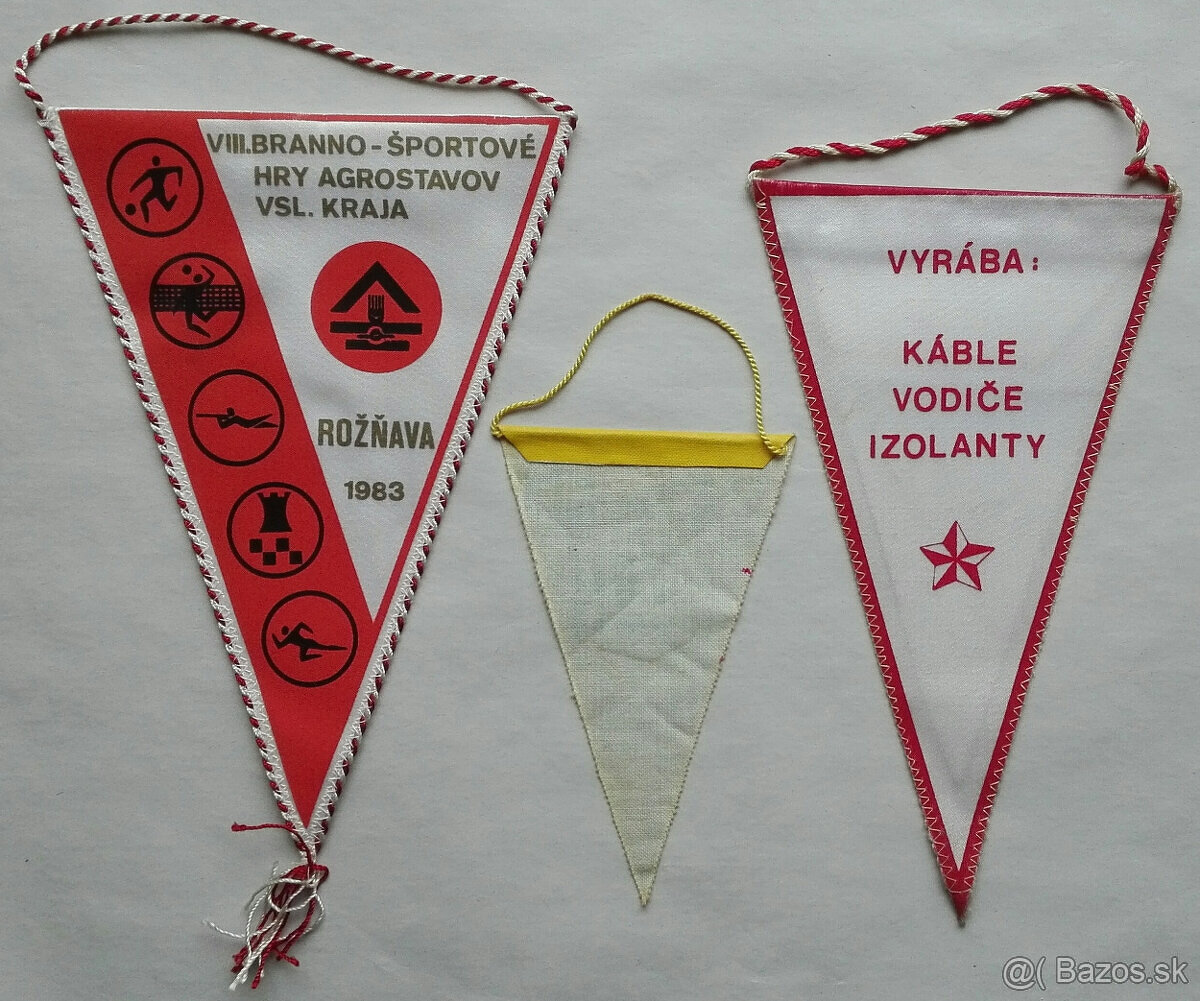 VIII.BRANNO-ŠPORTOVÉ
HRY AGROSTAVOV
VSL. KRAJA
ROŽŇAVA
1983
VYRÁBA:
KÁBLE
VODIČE
IZOLANTY
@( Bazos.sk